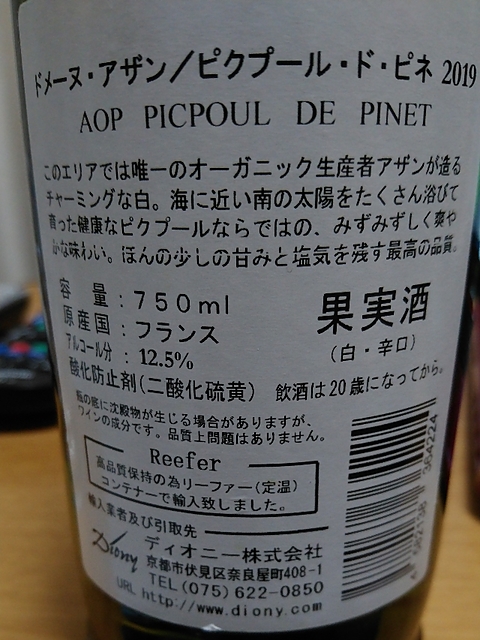 ドメーヌ・アザン/ピクプール・ド・ピネ 2019
AOP PICPOUL DE PINET
このエリアでは唯一のオーガニック生産者アザンが造る
チャーミングな白。海に近い南の太陽をたくさん浴びて
育った健康なピクプールならではの、みずみずしく爽や
かな味わい。ほんの少しの甘みと塩気を残す最高の品質。
容量:750ml
原産国:フランス
アルコール分:12.5%
果実酒
(白・辛口)
酸化防止剤(二酸化硫黄) 飲酒は20歳になってから。
瓶の底に沈殿物が生じる場合がありますが、
ワインの成分です。品質上問題はありません。
Reefer
高品質保持の為リーファー(定温)
コンテナーで輸入致しました。
輸入業者及び引取先
Diony ディオニー株式会社
京都市伏見区奈良屋町408-1
TEL(075)622-0850
URL http://www.diony.com